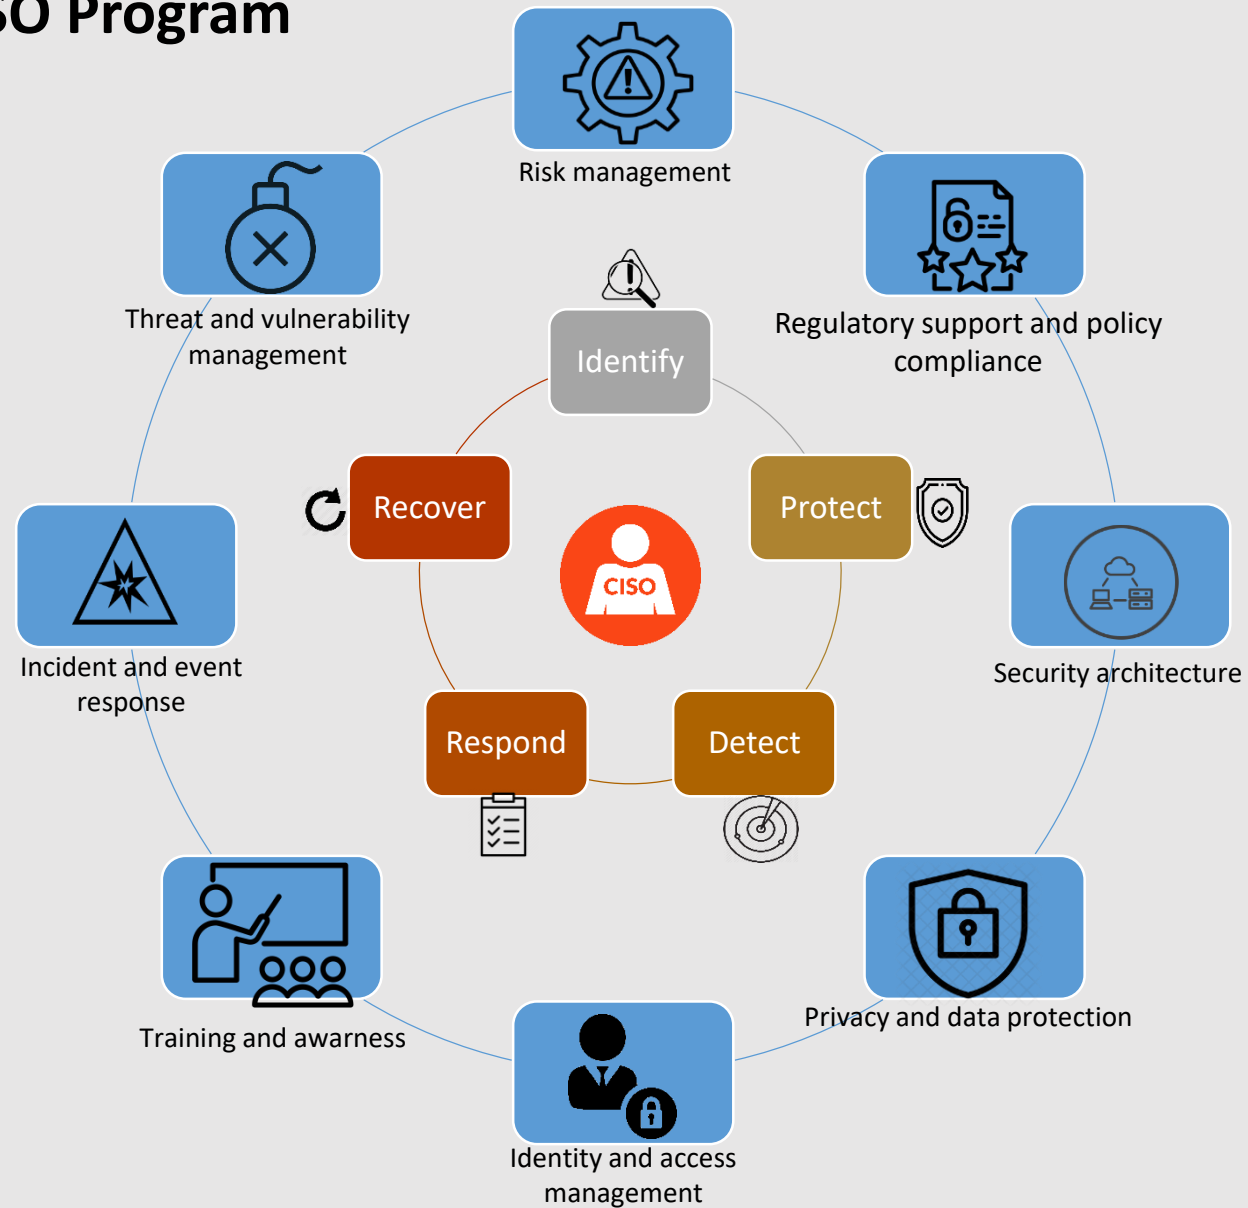 SO Program
Risk management
Threat and vulnerability
management
Regulatory support and policy
compliance
Identify
Recover
Protect
CISO
Incident and event
response
Security architecture
Respond
Detect
Training and awarness
Privacy and data protection
Identity and access
management